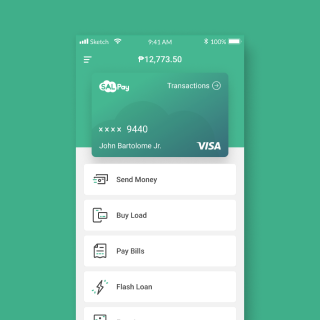 Sketch 9:41 AM 100%
₱12,773.50
SALPay Transactions
xxxx 9440
John Bartolome Jr. VISA
Send Money
Buy Load
Pay Bills
Flash Loan